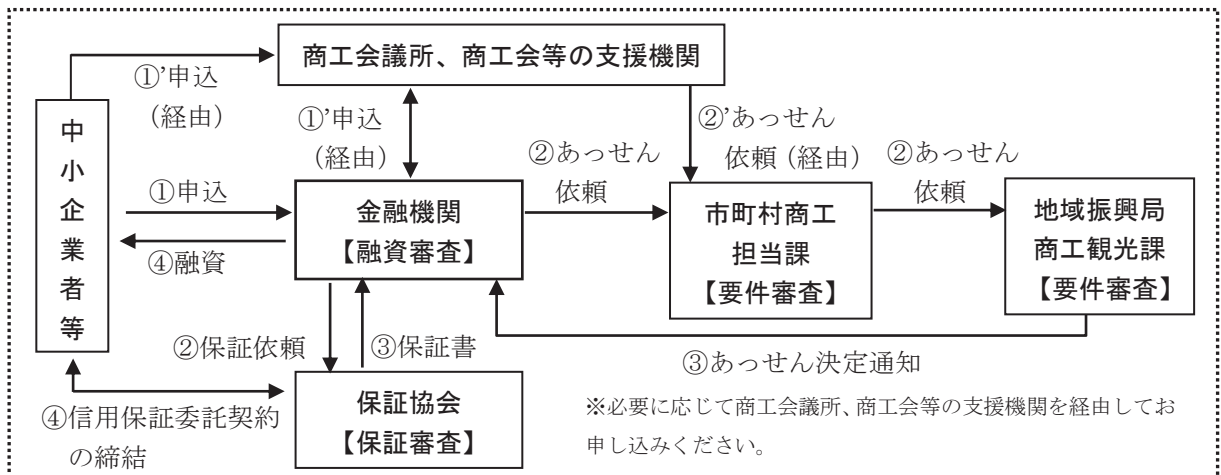 商工会議所、商工会等の支援機関
①’申込
（経由）
中小企業者等
①’申込
（経由）
②’あっせん
依頼（経由）
②あっせん
依頼
②あっせん
依頼
①申込
金融機関
【融資審査】
④融資
市町村商工
担当課
【要件審査】
地域振興局
商工観光課
【要件審査】
②保証依頼
③保証書
③あっせん決定通知
④信用保証委託契約
の締結
保証協会
【保証審査】
※必要に応じて商工会議所、商工会等の支援機関を経由してお
申し込みください。